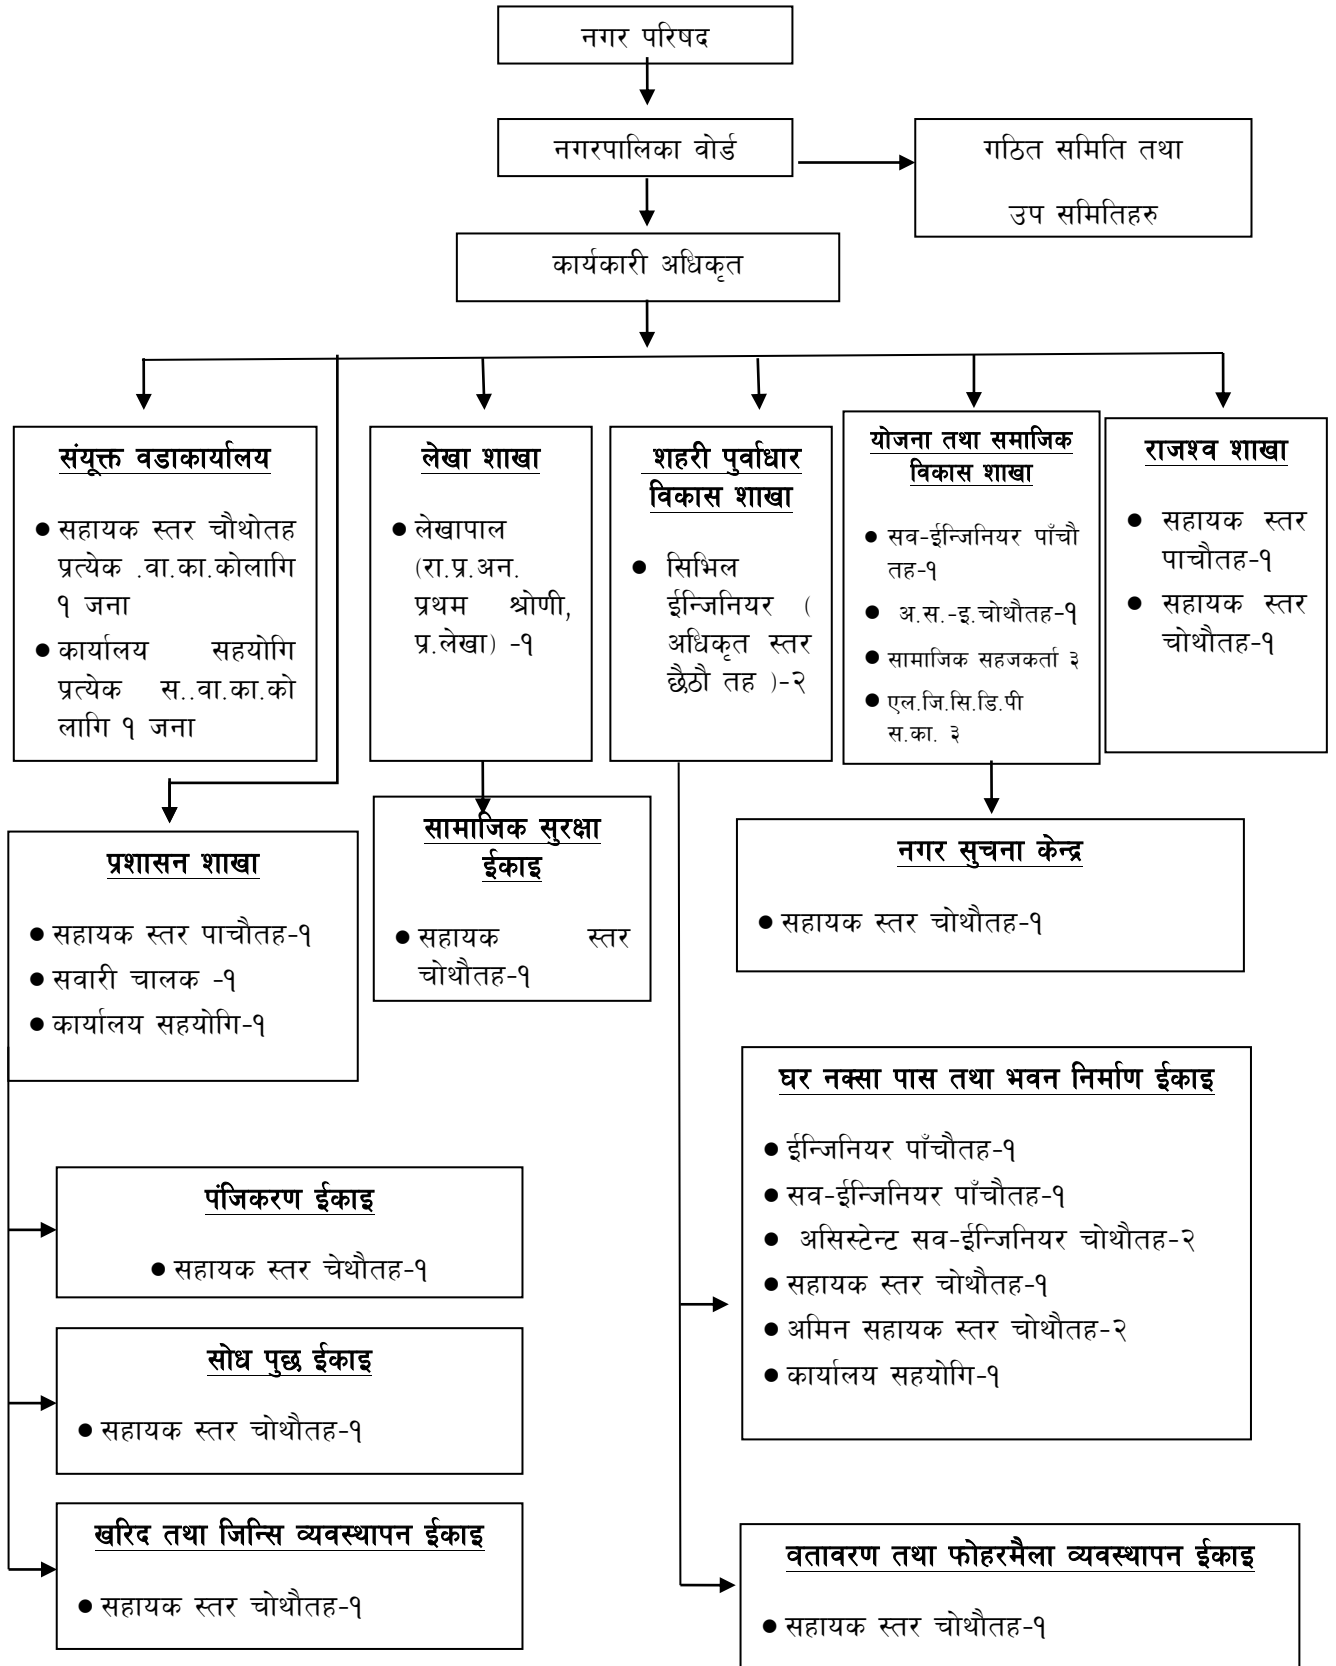 नगर परिषद
नगरपालिका वोर्ड
गठित समिति तथा
उप समितिहरु
कार्यकारी अधिकृत
संयूक्त वडाकार्यालय
● सहायक स्तर चौथोतह
प्रत्येक .वा.का.कोलागि
१ जना
● कार्यालय सहयोगि
प्रत्येक स..वा.का.को
लागि १ जना
लेखा शाखा
● लेखापाल
(रा.प्र.अन.
प्रथम श्रोणी,
प्र.लेखा) -१
शहरी पुर्वाधार
विकास शाखा
● सिभिल
ईन्जिनियर (
अधिकृत स्तर
छैठौ तह )-२
योजना तथा समाजिक
विकास शाखा
● सव-ईन्जिनियर पाँचौ
तह-१
● अ.स.-इ.चोथौतह-१
● सामाजिक सहजकर्ता ३
● एल.जि.सि.डि.पी
स.का. ३
राजश्व शाखा
● सहायक स्तर
पाचौतह-१
● सहायक स्तर
चोथौतह-१
प्रशासन शाखा
● सहायक स्तर पाचौतह-१
● सवारी चालक -१
● कार्यालय सहयोगि-१
सामाजिक सुरक्षा
ईकाइ
● सहायक स्तर
चोथौतह-१
नगर सुचना केन्द्र
● सहायक स्तर चोथौतह-१
पंजिकरण ईकाइ
● सहायक स्तर चेथौतह-१
सोध पुछ ईकाइ
● सहायक स्तर चोथौतह-१
खरिद तथा जिन्सि व्यवस्थापन ईकाइ
● सहायक स्तर चोथौतह-१
घर नक्सा पास तथा भवन निर्माण ईकाइ
● ईन्जिनियर पाँचौतह-१
● सव-ईन्जिनियर पाँचौतह-१
● असिस्टेन्ट सव-ईन्जिनियर चोथौतह-२
● सहायक स्तर चोथौतह-१
● अमिन सहायक स्तर चोथौतह-२
● कार्यालय सहयोगि-१
वतावरण तथा फोहरमैला व्यवस्थापन ईकाइ
● सहायक स्तर चोथौतह-१